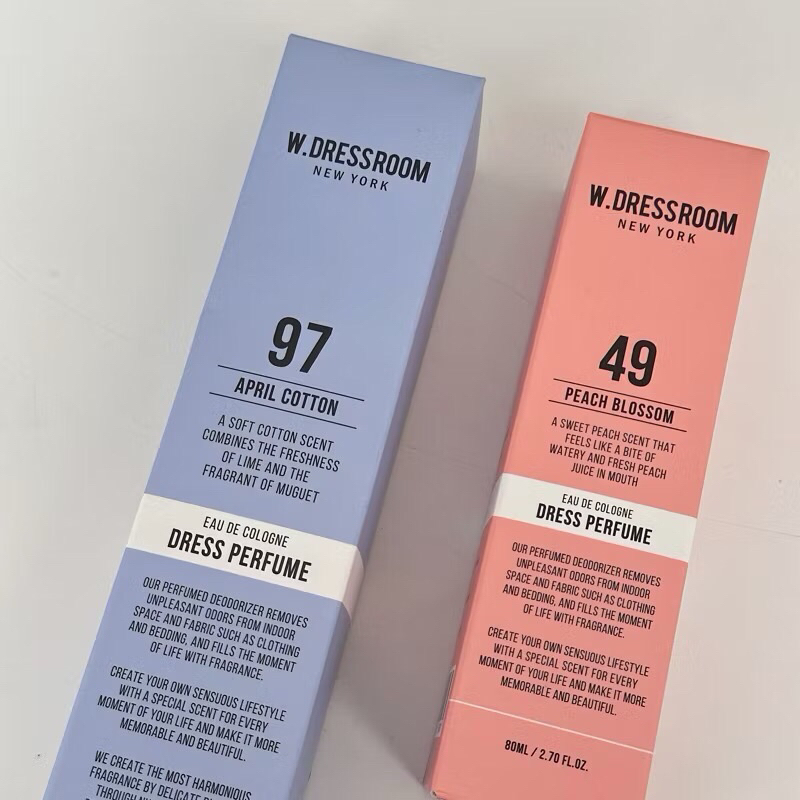 W.DRESSROOM
NEW YORK
97
APRIL COTTON
A SOFT COTTON SCENT
COMBINES THE FRESHNESS
OF LIME AND THE
FRAGRANT OF MUGUET
EAU DE COLOGNE
DRESS PERFUME
OUR PERFUMED DEODORIZER REMOVES
UNPLEASANT ODORS FROM INDOOR
SPACE AND FABRIC SUCH AS CLOTHING
AND BEDDING, AND FILLS THE MOMENT
OF LIFE WITH FRAGRANCE.
CREATE YOUR OWN SENSUOUS LIFESTYLE
WITH A SPECIAL SCENT FOR EVERY
MOMENT OF YOUR LIFE AND MAKE IT MORE
MEMORABLE AND BEAUTIFUL.
WE CREATE THE MOST HARMONIOUS
FRAGRANCE BY DELICATE
W.DRESSROOM
NEW YORK
49
PEACH BLOSSOM
A SWEET PEACH SCENT THAT
FEELS LIKE A BITE OF
WATERY AND FRESH PEACH
JUICE IN MOUTH
EAU DE COLOGNE
DRESS PERFUME
OUR PERFUMED DEODORIZER REMOVES
UNPLEASANT ODORS FROM INDOOR
SPACE AND FABRIC SUCH AS CLOTHING
AND BEDDING, AND FILLS THE MOMENT
OF LIFE WITH FRAGRANCE.
CREATE YOUR OWN SENSUOUS LIFESTYLE
WITH A SPECIAL SCENT FOR EVERY
MOMENT OF YOUR LIFE AND MAKE IT MORE
MEMORABLE AND BEAUTIFUL.
80ML / 2.70 FL.OZ.